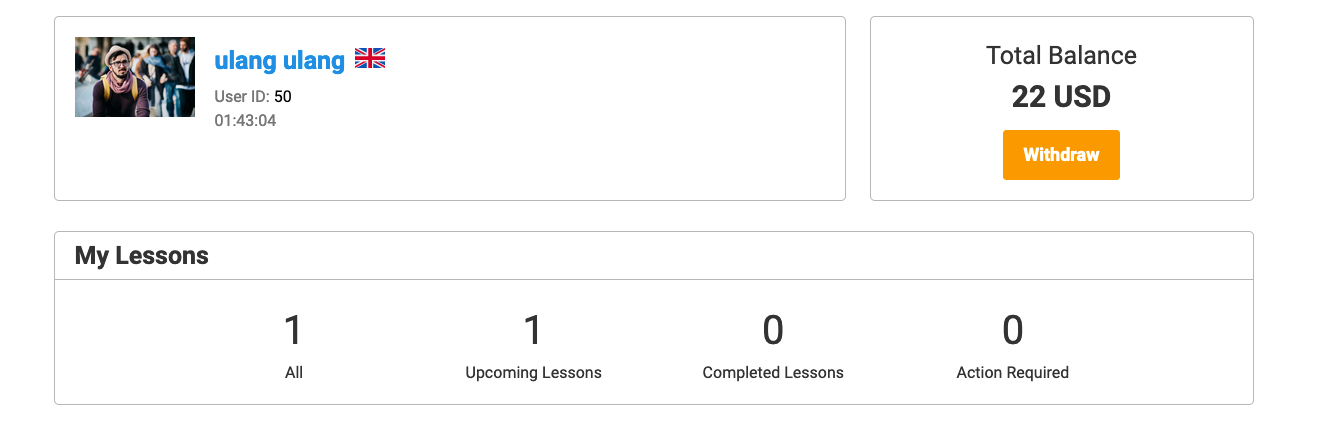 ulang ulang
User ID: 50
01:43:04
Total Balance
22 USD
Withdraw
My Lessons
1
All
1
Upcoming Lessons
0
Completed Lessons
0
Action Required